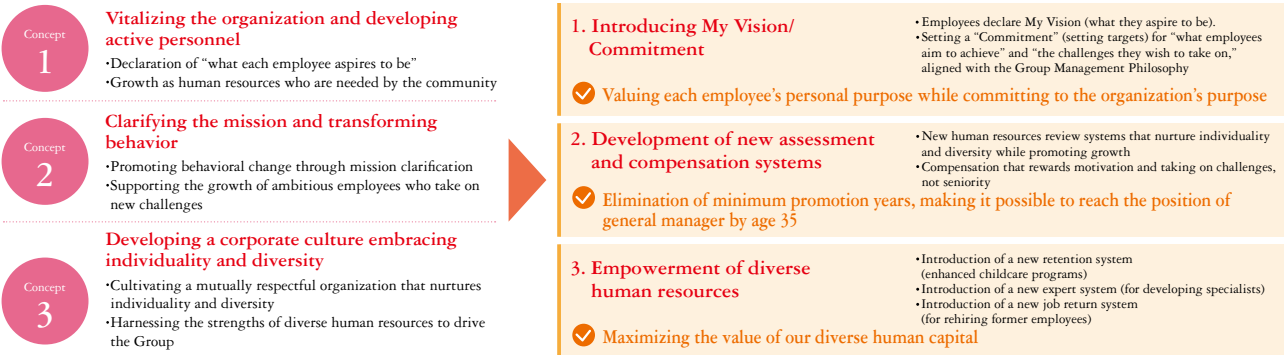 Concept
1
Vitalizing the organization and developing
active personnel
·Declaration of “what each employee aspires to be”
·Growth as human resources who are needed by the community
Concept
2
Clarifying the mission and transforming
behavior
·Promoting behavioral change through mission clarification
·Supporting the growth of ambitious employees who take on
new challenges
Concept
3
Developing a corporate culture embracing
individuality and diversity
·Cultivating a mutually respectful organization that nurtures
individuality and diversity
·Harnessing the strengths of diverse human resources to drive
the Group
1. Introducing My Vision/
Commitment
•Employees declare My Vision (what they aspire to be).
•Setting a “Commitment” (setting targets) for “what employees
aim to achieve” and “the challenges they wish to take on,”
aligned with the Group Management Philosophy
Valuing each employee’s personal purpose while committing to the organization’s purpose
2. Development of new assessment
and compensation systems
•New human resources review systems that nurture individuality
and diversity while promoting growth
•Compensation that rewards motivation and taking on challenges,
not seniority
Elimination of minimum promotion years, making it possible to reach the position of
general manager by age 35
3. Empowerment of diverse
human resources
•Introduction of a new retention system
(enhanced childcare programs)
•Introduction of a new expert system (for developing specialists)
•Introduction of a new job return system
(for rehiring former employees)
Maximizing the value of our diverse human capital